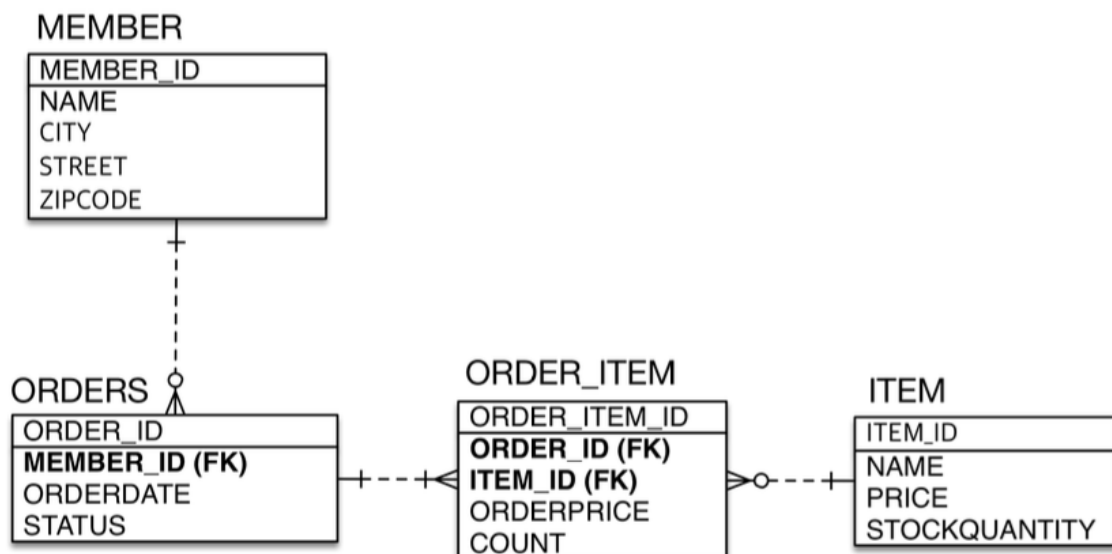 MEMBER
MEMBER_ID
NAME
CITY
STREET
ZIPCODE
ORDERS
ORDER_ID
MEMBER_ID (FK)
ORDERDATE
STATUS
ORDER_ITEM
ORDER_ITEM_ID
ORDER_ID (FK)
ITEM_ID (FK)
ORDERPRICE
COUNT
ITEM
ITEM_ID
NAME
PRICE
STOCKQUANTITY